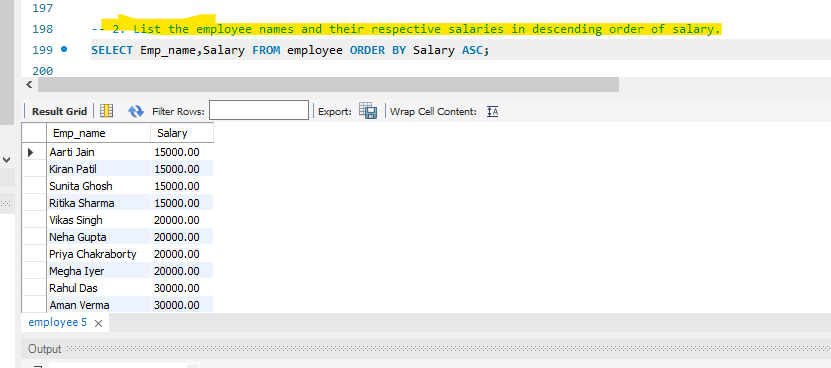 197
198 -- 2. List the employee names and their respective salaries in descending order of salary.
199 SELECT Emp_name,Salary FROM employee ORDER BY Salary ASC;
200
Result Grid Filter Rows: Export: Wrap Cell Content:
Emp_name Salary
Aarti Jain 15000.00
Kiran Patil 15000.00
Sunita Ghosh 15000.00
Ritika Sharma 15000.00
Vikas Singh 20000.00
Neha Gupta 20000.00
Priya Chakraborty 20000.00
Megha Iyer 20000.00
Rahul Das 30000.00
Aman Verma 30000.00
employee 5
Output